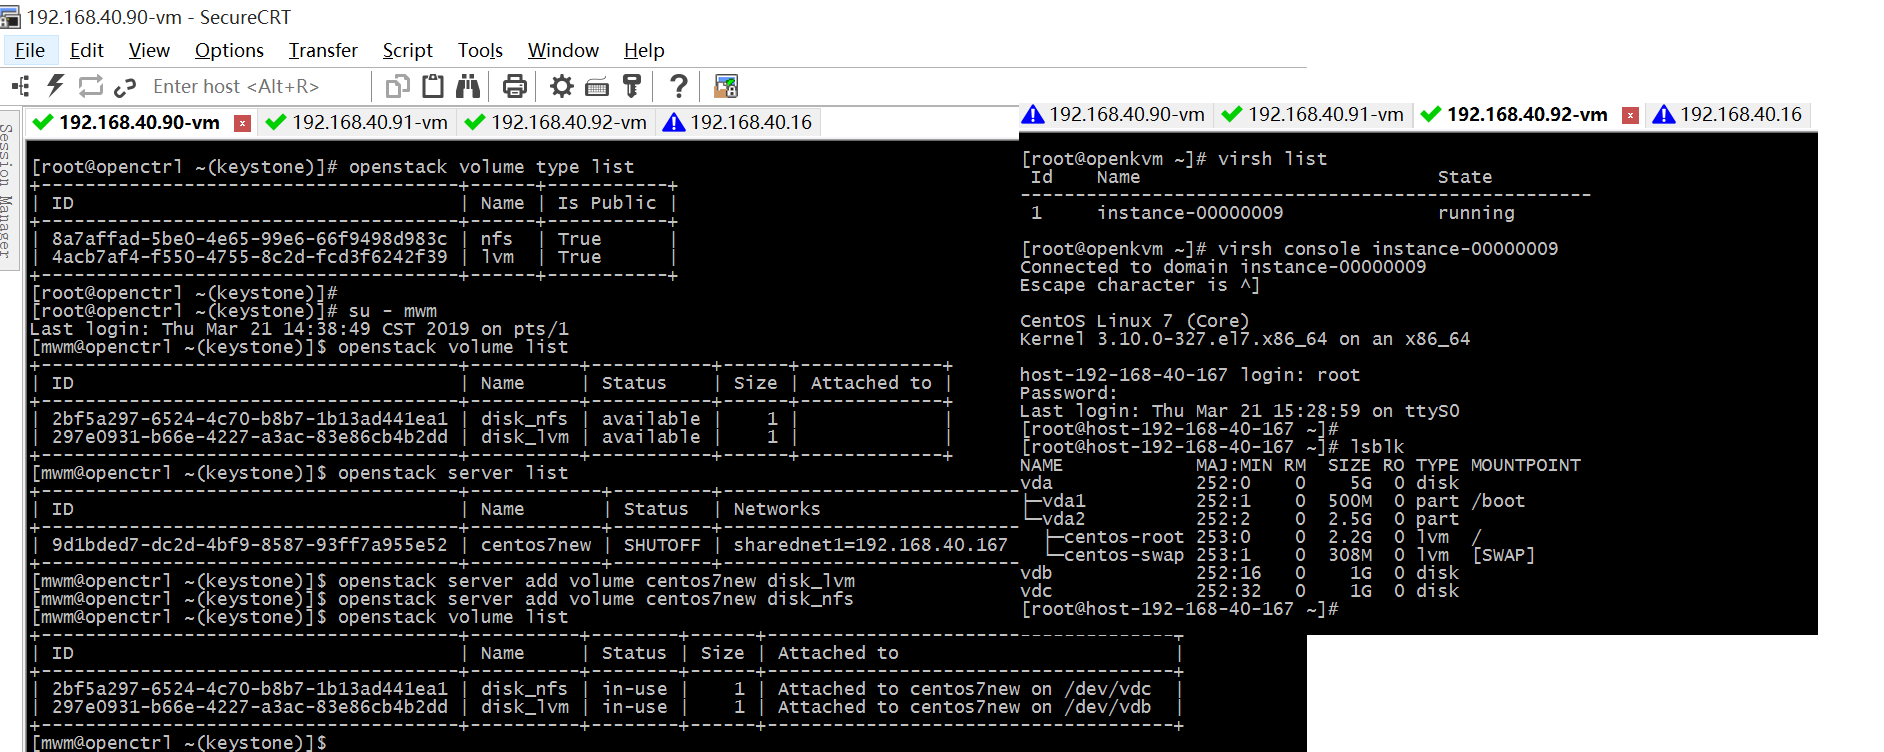 192.168.40.90-vm - SecureCRT
File Edit View Options Transfer Script Tools Window Help
Enter host <Alt+R>
Session Manager
192.168.40.90-vm 192.168.40.91-vm 192.168.40.92-vm 192.168.40.16
[root@openctrl ~(keystone)]# openstack volume type list
+--------------------------------------+------+-----------+
| ID                                   | Name | Is Public |
+--------------------------------------+------+-----------+
| 8a7affad-5be0-4e65-99e6-66f9498d983c | nfs  | True      |
| 4acb7af4-f550-4755-8c2d-fcd3f6242f39 | lvm  | True      |
+--------------------------------------+------+-----------+
[root@openctrl ~(keystone)]#
[root@openctrl ~(keystone)]# su - mwm
Last login: Thu Mar 21 14:38:49 CST 2019 on pts/1
[mwm@openctrl ~(keystone)]$ openstack volume list
+--------------------------------------+----------+-----------+------+-------------+
| ID                                   | Name     | Status    | Size | Attached to |
+--------------------------------------+----------+-----------+------+-------------+
| 2bf5a297-6524-4c70-b8b7-1b13ad441ea1 | disk_nfs | available |    1 |             |
| 297e0931-b66e-4227-a3ac-83e86cb4b2dd | disk_lvm | available |    1 |             |
+--------------------------------------+----------+-----------+------+-------------+
[mwm@openctrl ~(keystone)]$ openstack server list
+--------------------------------------+------------+---------+--------------------------
| ID                                   | Name       | Status  | Networks
+--------------------------------------+------------+---------+--------------------------
| 9d1bded7-dc2d-4bf9-8587-93ff7a955e52 | centos7new | SHUTOFF | sharednet1=192.168.40.167
+--------------------------------------+------------+---------+--------------------------
[mwm@openctrl ~(keystone)]$ openstack server add volume centos7new disk_lvm
[mwm@openctrl ~(keystone)]$ openstack server add volume centos7new disk_nfs
[mwm@openctrl ~(keystone)]$ openstack volume list
+--------------------------------------+----------+--------+------+-------------------------------------+
| ID                                   | Name     | Status | Size | Attached to                         |
+--------------------------------------+----------+--------+------+-------------------------------------+
| 2bf5a297-6524-4c70-b8b7-1b13ad441ea1 | disk_nfs | in-use |    1 | Attached to centos7new on /dev/vdc  |
| 297e0931-b66e-4227-a3ac-83e86cb4b2dd | disk_lvm | in-use |    1 | Attached to centos7new on /dev/vdb  |
+--------------------------------------+----------+--------+------+-------------------------------------+
[mwm@openctrl ~(keystone)]$
192.168.40.90-vm 192.168.40.91-vm 192.168.40.92-vm 192.168.40.16
[root@openkvm ~]# virsh list
 Id    Name                           State
----------------------------------------------------
 1     instance-00000009              running
[root@openkvm ~]# virsh console instance-00000009
Connected to domain instance-00000009
Escape character is ^]
CentOS Linux 7 (Core)
Kernel 3.10.0-327.el7.x86_64 on an x86_64
host-192-168-40-167 login: root
Password:
Last login: Thu Mar 21 15:28:59 on ttyS0
[root@host-192-168-40-167 ~]#
[root@host-192-168-40-167 ~]# lsblk
NAME            MAJ:MIN RM  SIZE RO TYPE MOUNTPOINT
vda             252:0    0    5G  0 disk
├─vda1          252:1    0  500M  0 part /boot
└─vda2          252:2    0  2.5G  0 part
  ├─centos-root 253:0    0  2.2G  0 lvm  /
  └─centos-swap 253:1    0  308M  0 lvm  [SWAP]
vdb             252:16   0    1G  0 disk
vdc             252:32   0    1G  0 disk
[root@host-192-168-40-167 ~]#